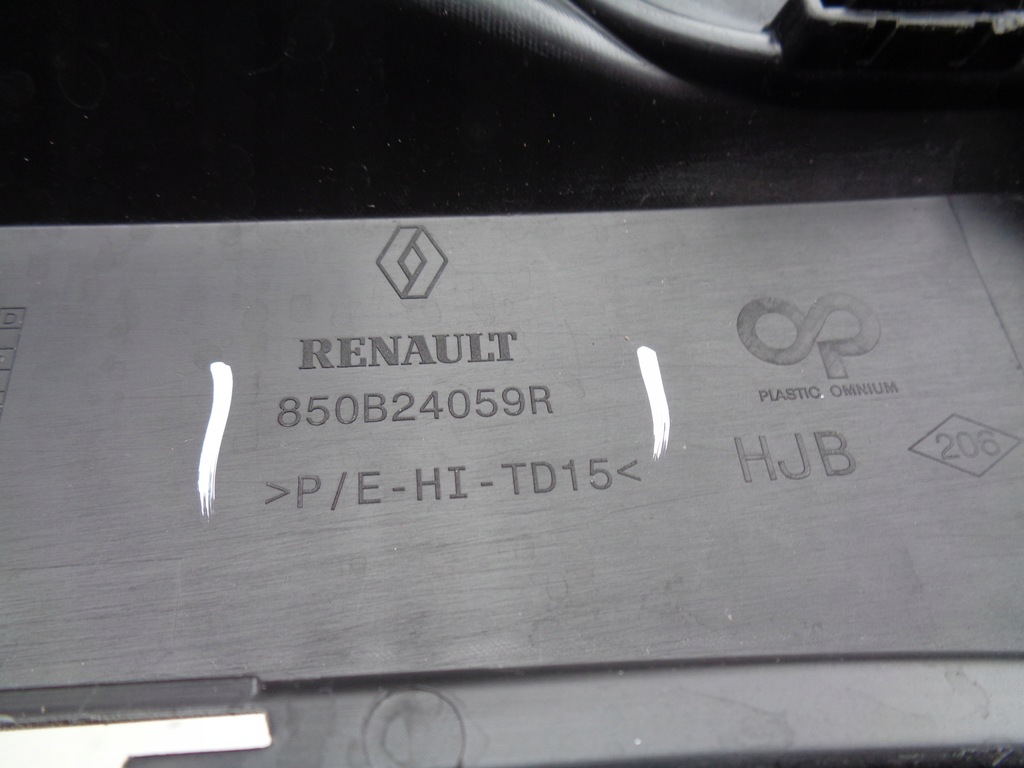 RENAULT
850B24059R
>P/E-HI-TD15<
PLASTIC OMNIUM
HJB
206
D